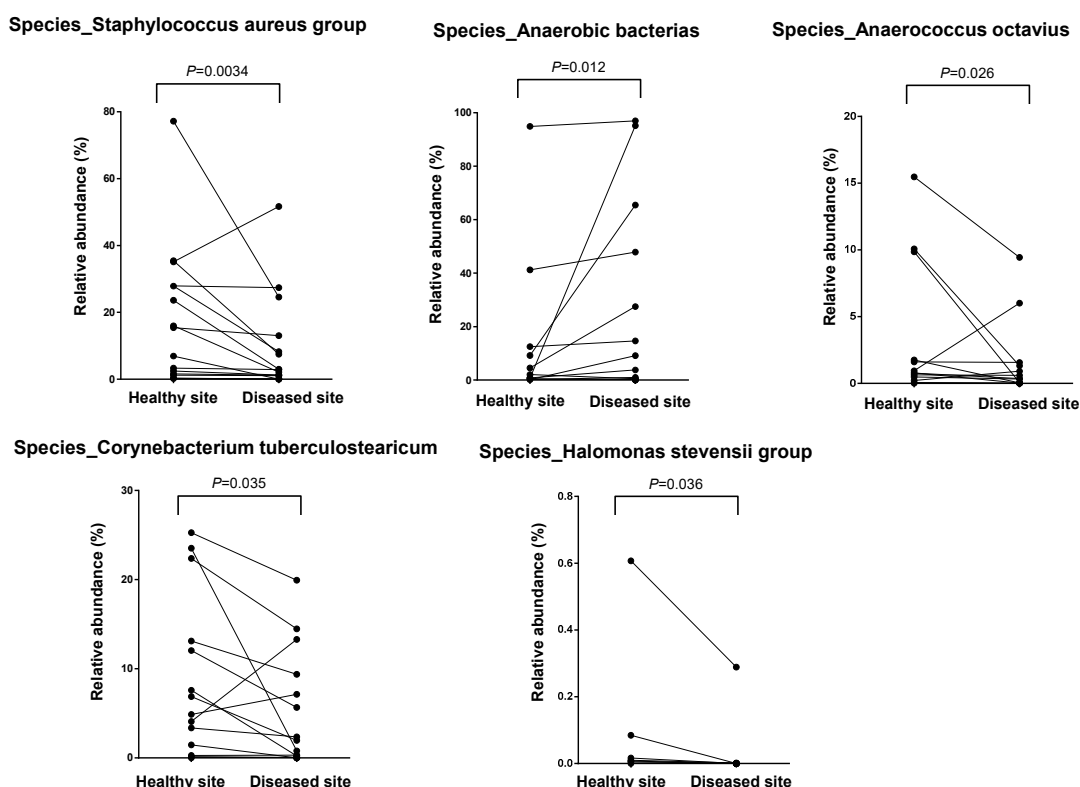 Species_Staphylococcus aureus group
P=0.0034
Relative abundance (%)
80
60
40
20
0
Healthy site Diseased site
Species_Anaerobic bacterias
P=0.012
Relative abundance (%)
100
80
60
40
20
0
Healthy site Diseased site
Species_Anaerococcus octavius
P=0.026
Relative abundance (%)
20
15
10
5
0
Healthy site Diseased site
Species_Corynebacterium tuberculostearicum
P=0.035
Relative abundance (%)
30
20
10
0
Healthy site Diseased site
Species_Halomonas stevensii group
P=0.036
Relative abundance (%)
0.8
0.6
0.4
0.2
0.0
Healthy site Diseased site